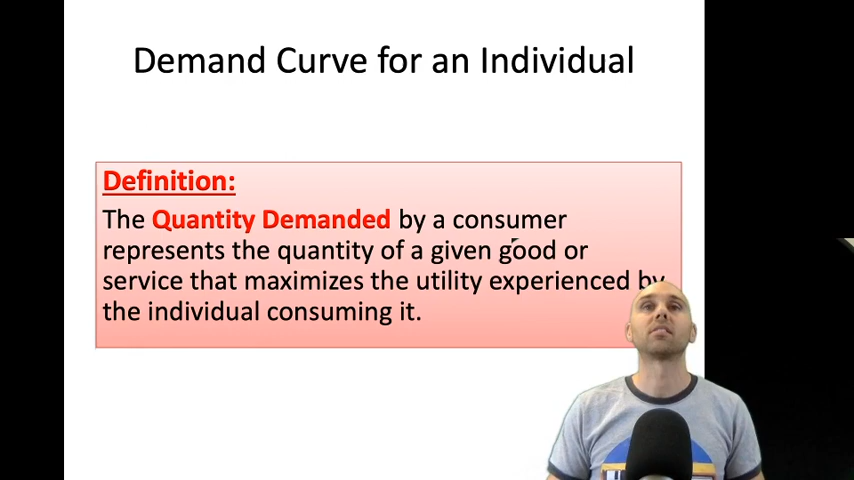 Demand Curve for an Individual
Definition:
The Quantity Demanded by a consumer
represents the quantity of a given good or
service that maximizes the utility experienced by
the individual consuming it.